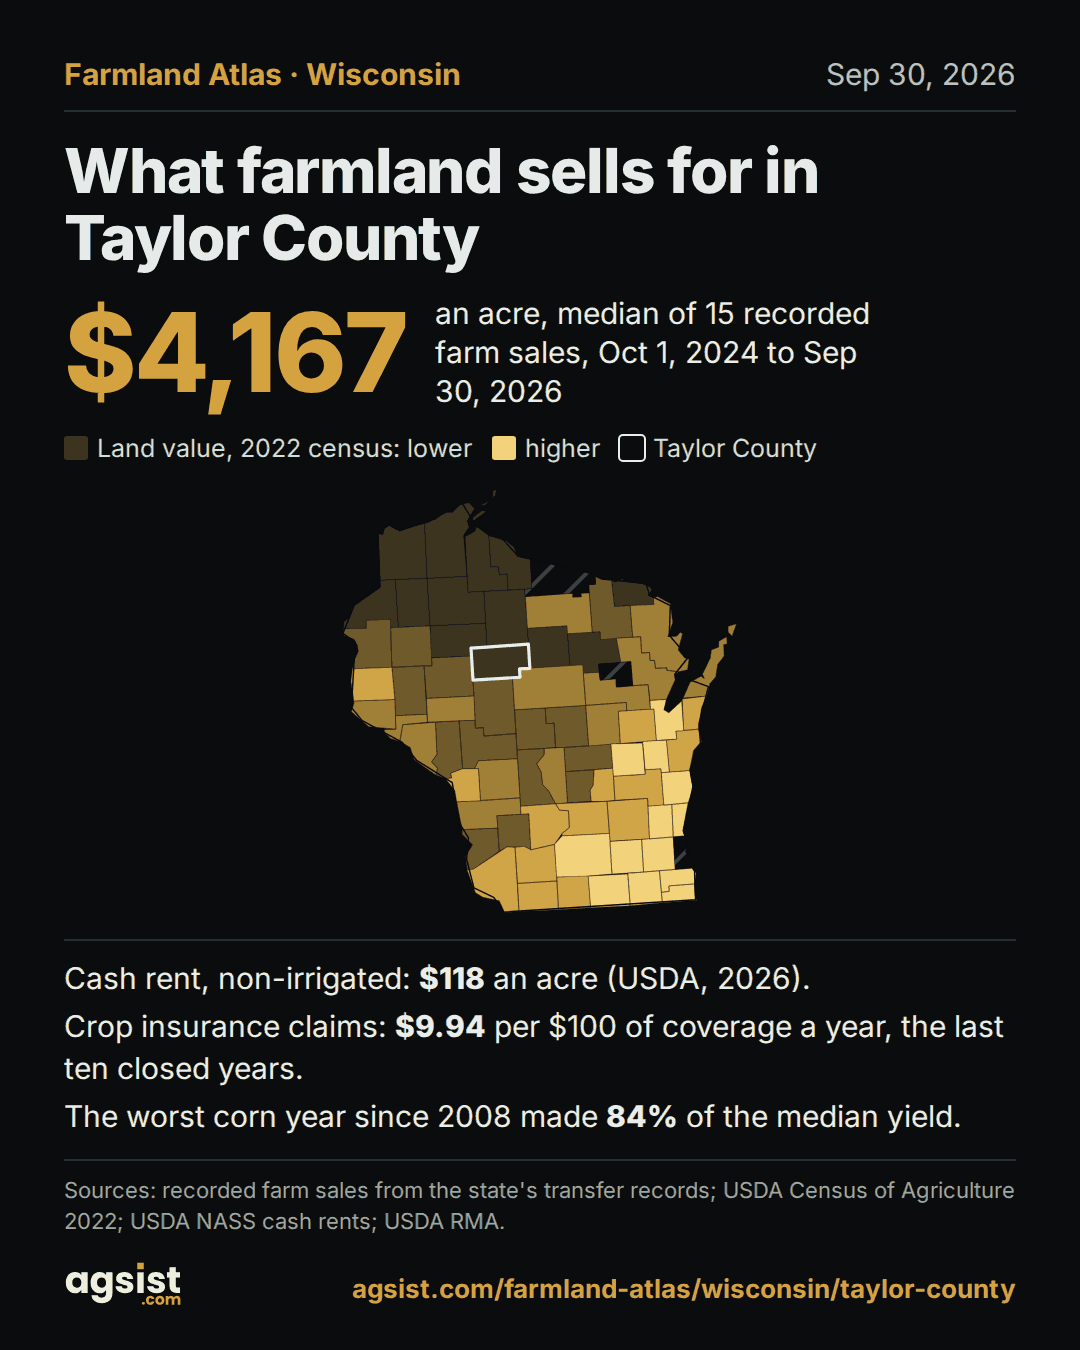 Farmland Atlas · Wisconsin
Sep 30, 2026
What farmland sells for in
Taylor County
$4,167
an acre, median of 15 recorded
farm sales, Oct 1, 2024 to Sep
30, 2026
Land value, 2022 census: lower
higher
Taylor County
Cash rent, non-irrigated: $118 an acre (USDA, 2026).
Crop insurance claims: $9.94 per $100 of coverage a year, the last
ten closed years.
The worst corn year since 2008 made 84% of the median yield.
Sources: recorded farm sales from the state's transfer records; USDA Census of Agriculture
2022; USDA NASS cash rents; USDA RMA.
agsist
.com
agsist.com/farmland-atlas/wisconsin/taylor-county